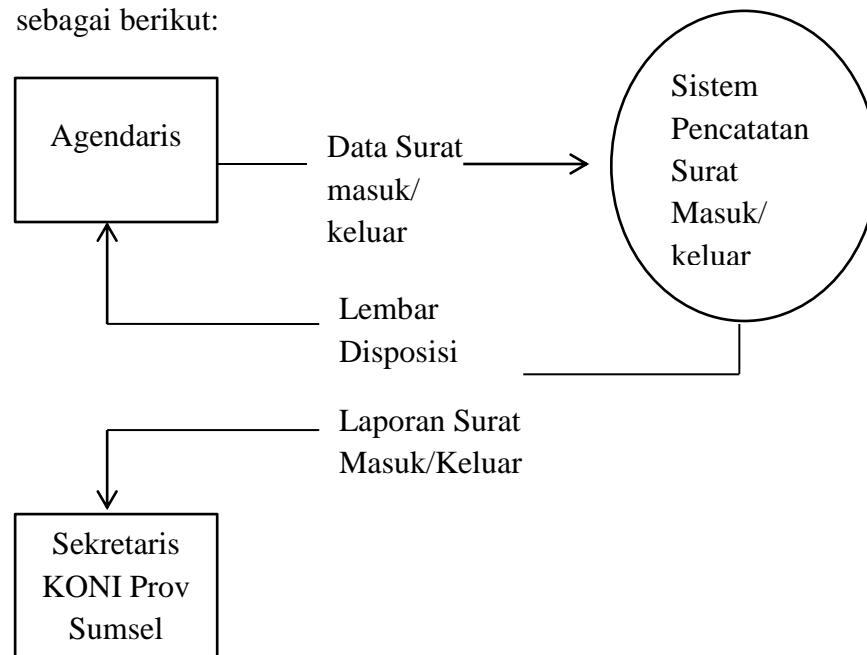 sebagai berikut:
Agendaris
Data Surat
masuk/
keluar
Sistem
Pencatatan
Surat
Masuk/
keluar
Lembar
Disposisi
Laporan Surat
Masuk/Keluar
Sekretaris
KONI Prov
Sumsel